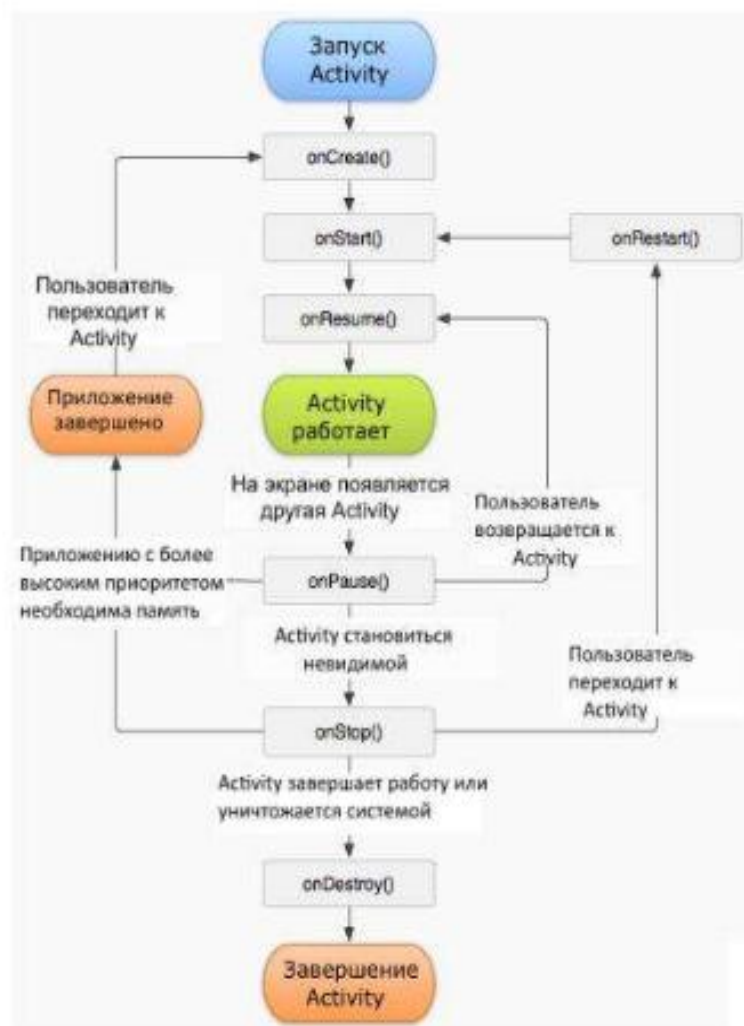 Запуск
Activity
onCreate()
onStart()
onRestart()
Пользователь
переходит к
Activity
onResume()
Приложение
завершено
Activity
работает
На экране появляется
другая Activity
Пользователь
возвращается к
Activity
Приложению с более
высоким приоритетом
необходима память
onPause()
Activity становиться
невидимой
Пользователь
переходит к
Activity
onStop()
Activity завершает работу или
уничтожается системой
onDestroy()
Завершение
Activity